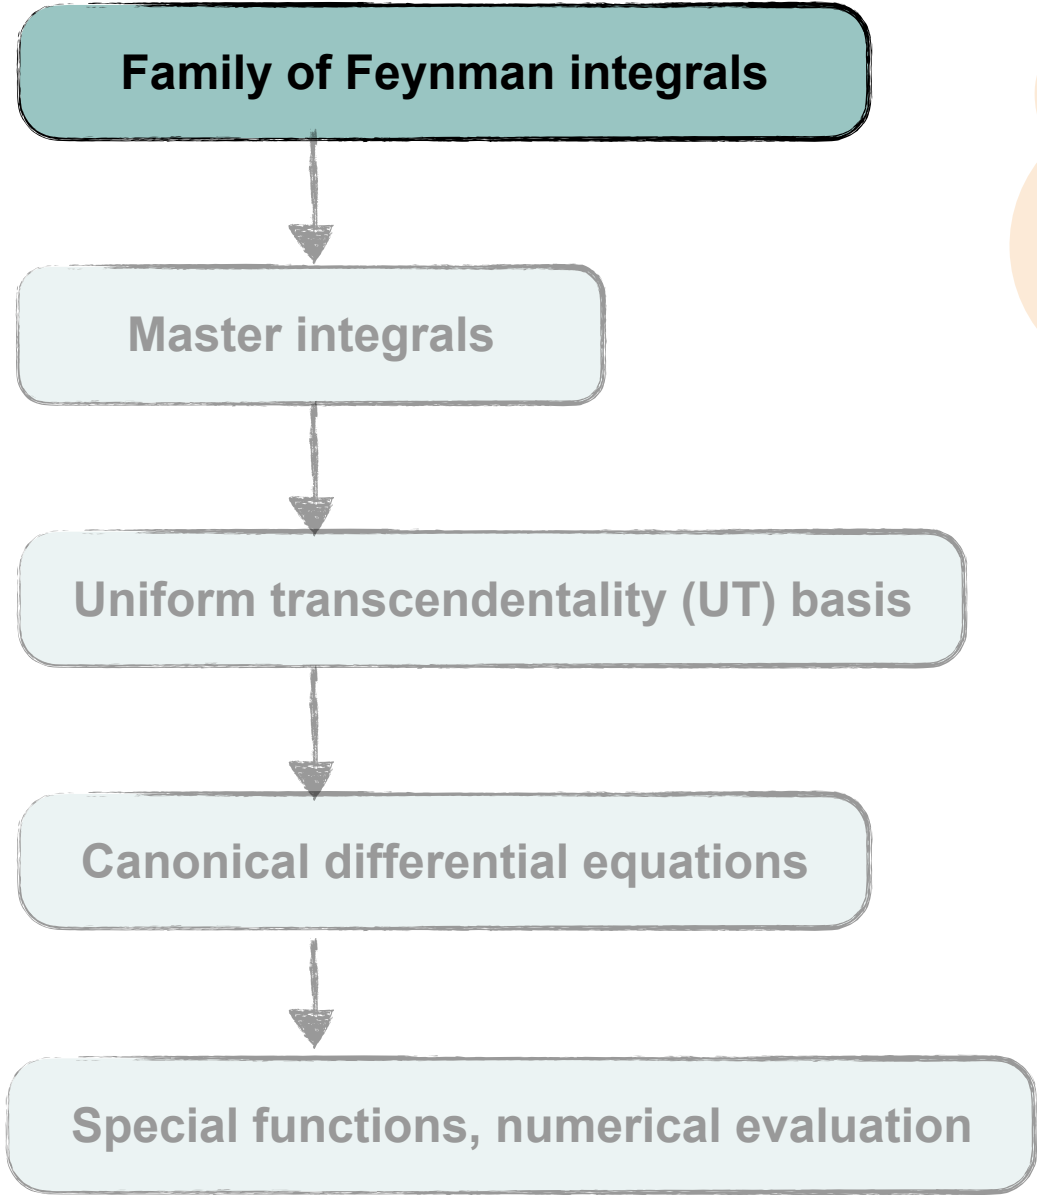 Family of Feynman integrals
Master integrals
Uniform transcendentality (UT) basis
Canonical differential equations
Special functions, numerical evaluation